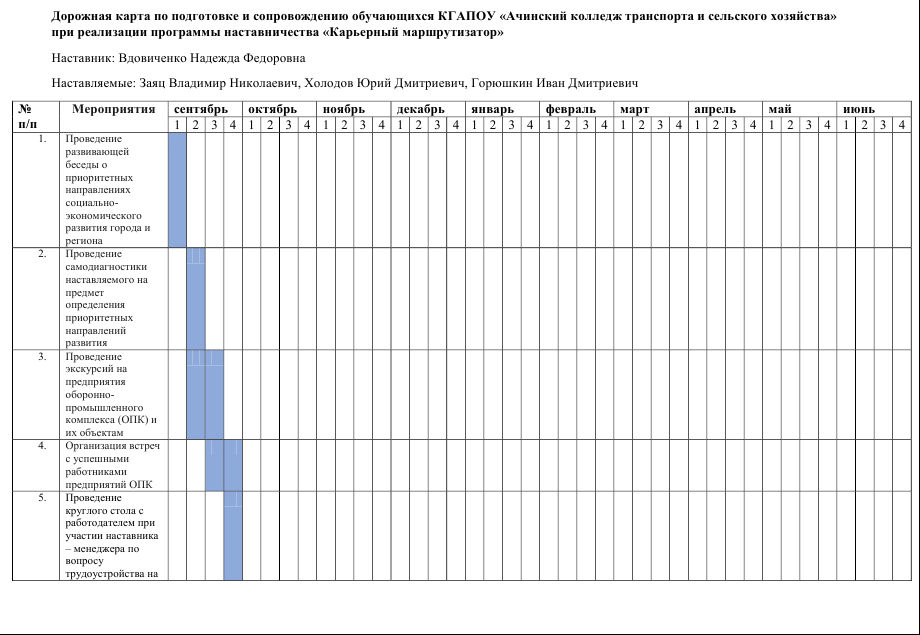 Дорожная карта по подготовке и сопровождению обучающихся КГАПОУ «Ачинский колледж транспорта и сельского хозяйства»
при реализации программы наставничества «Карьерный маршрутизатор»
Наставник: Вдовиченко Надежда Федоровна
Наставляемые: Заяц Владимир Николаевич, Холодов Юрий Дмитриевич, Горюшкин Иван Дмитриевич
№ Мероприятия сентябрь октябрь ноябрь декабрь январь февраль март апрель май июнь
п/п 1 2 3 4 1 2 3 4 1 2 3 4 1 2 3 4 1 2 3 4 1 2 3 4 1 2 3 4 1 2 3 4 1 2 3 4 1 2 3 4
1. Проведение
развивающей
беседы о
приоритетных
направлениях
социально-
экономического
развития города и
региона
2. Проведение
самодиагностики
наставляемого на
предмет
определения
приоритетных
направлений
развития
3. Проведение
экскурсий на
предприятия
оборонно-
промышленного
комплекса (ОПК) и
их объектам
4. Организация встреч
с успешными
работниками
предприятий ОПК
5. Проведение
круглого стола с
работодателем при
участии наставника
– менеджера по
вопросу
трудоустройства на